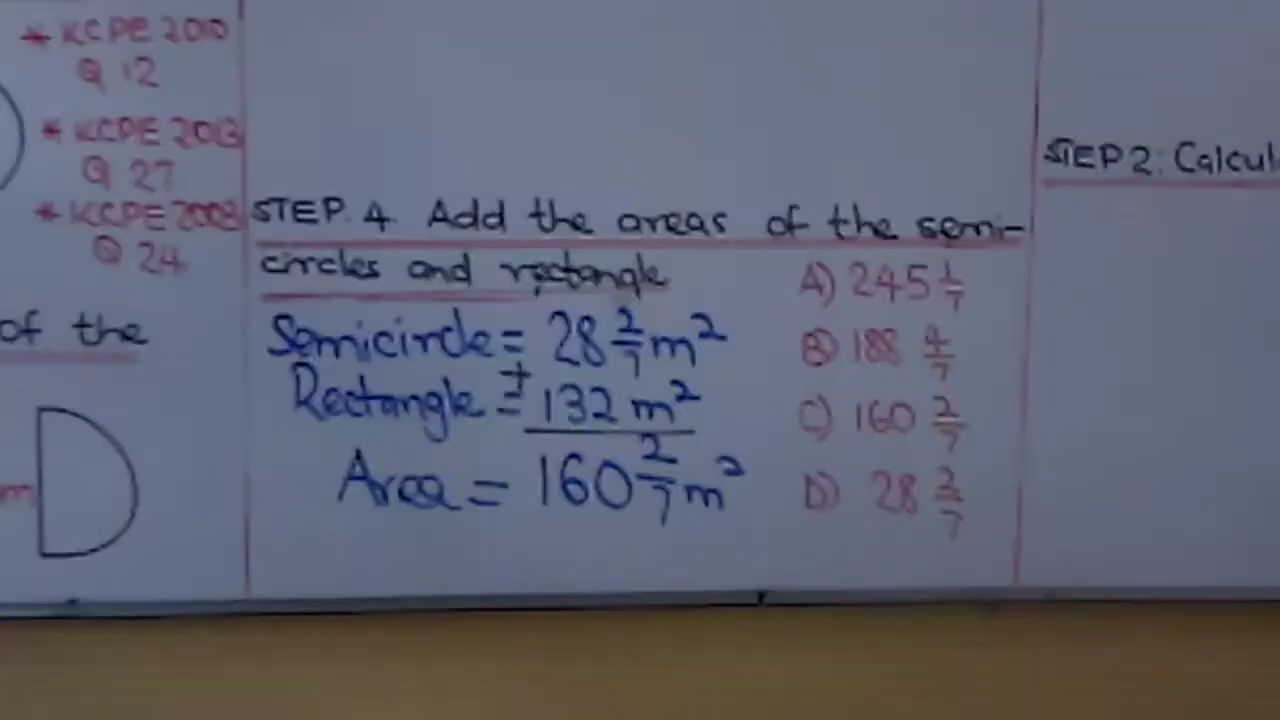 * KCPE 2010
Q 12
* KCPE 2013
Q 27
* KCPE 2008
Q 24
of the
m
STEP 4 Add the areas of the semi-
circles and rectangle
Semicircle = 28 2/7 m²
+
Rectangle = 132 m²
Area = 160 2/7 m²
A) 245 1/7
B) 188 4/7
C) 160 2/7
D) 28 2/7
STEP 2: Calcul